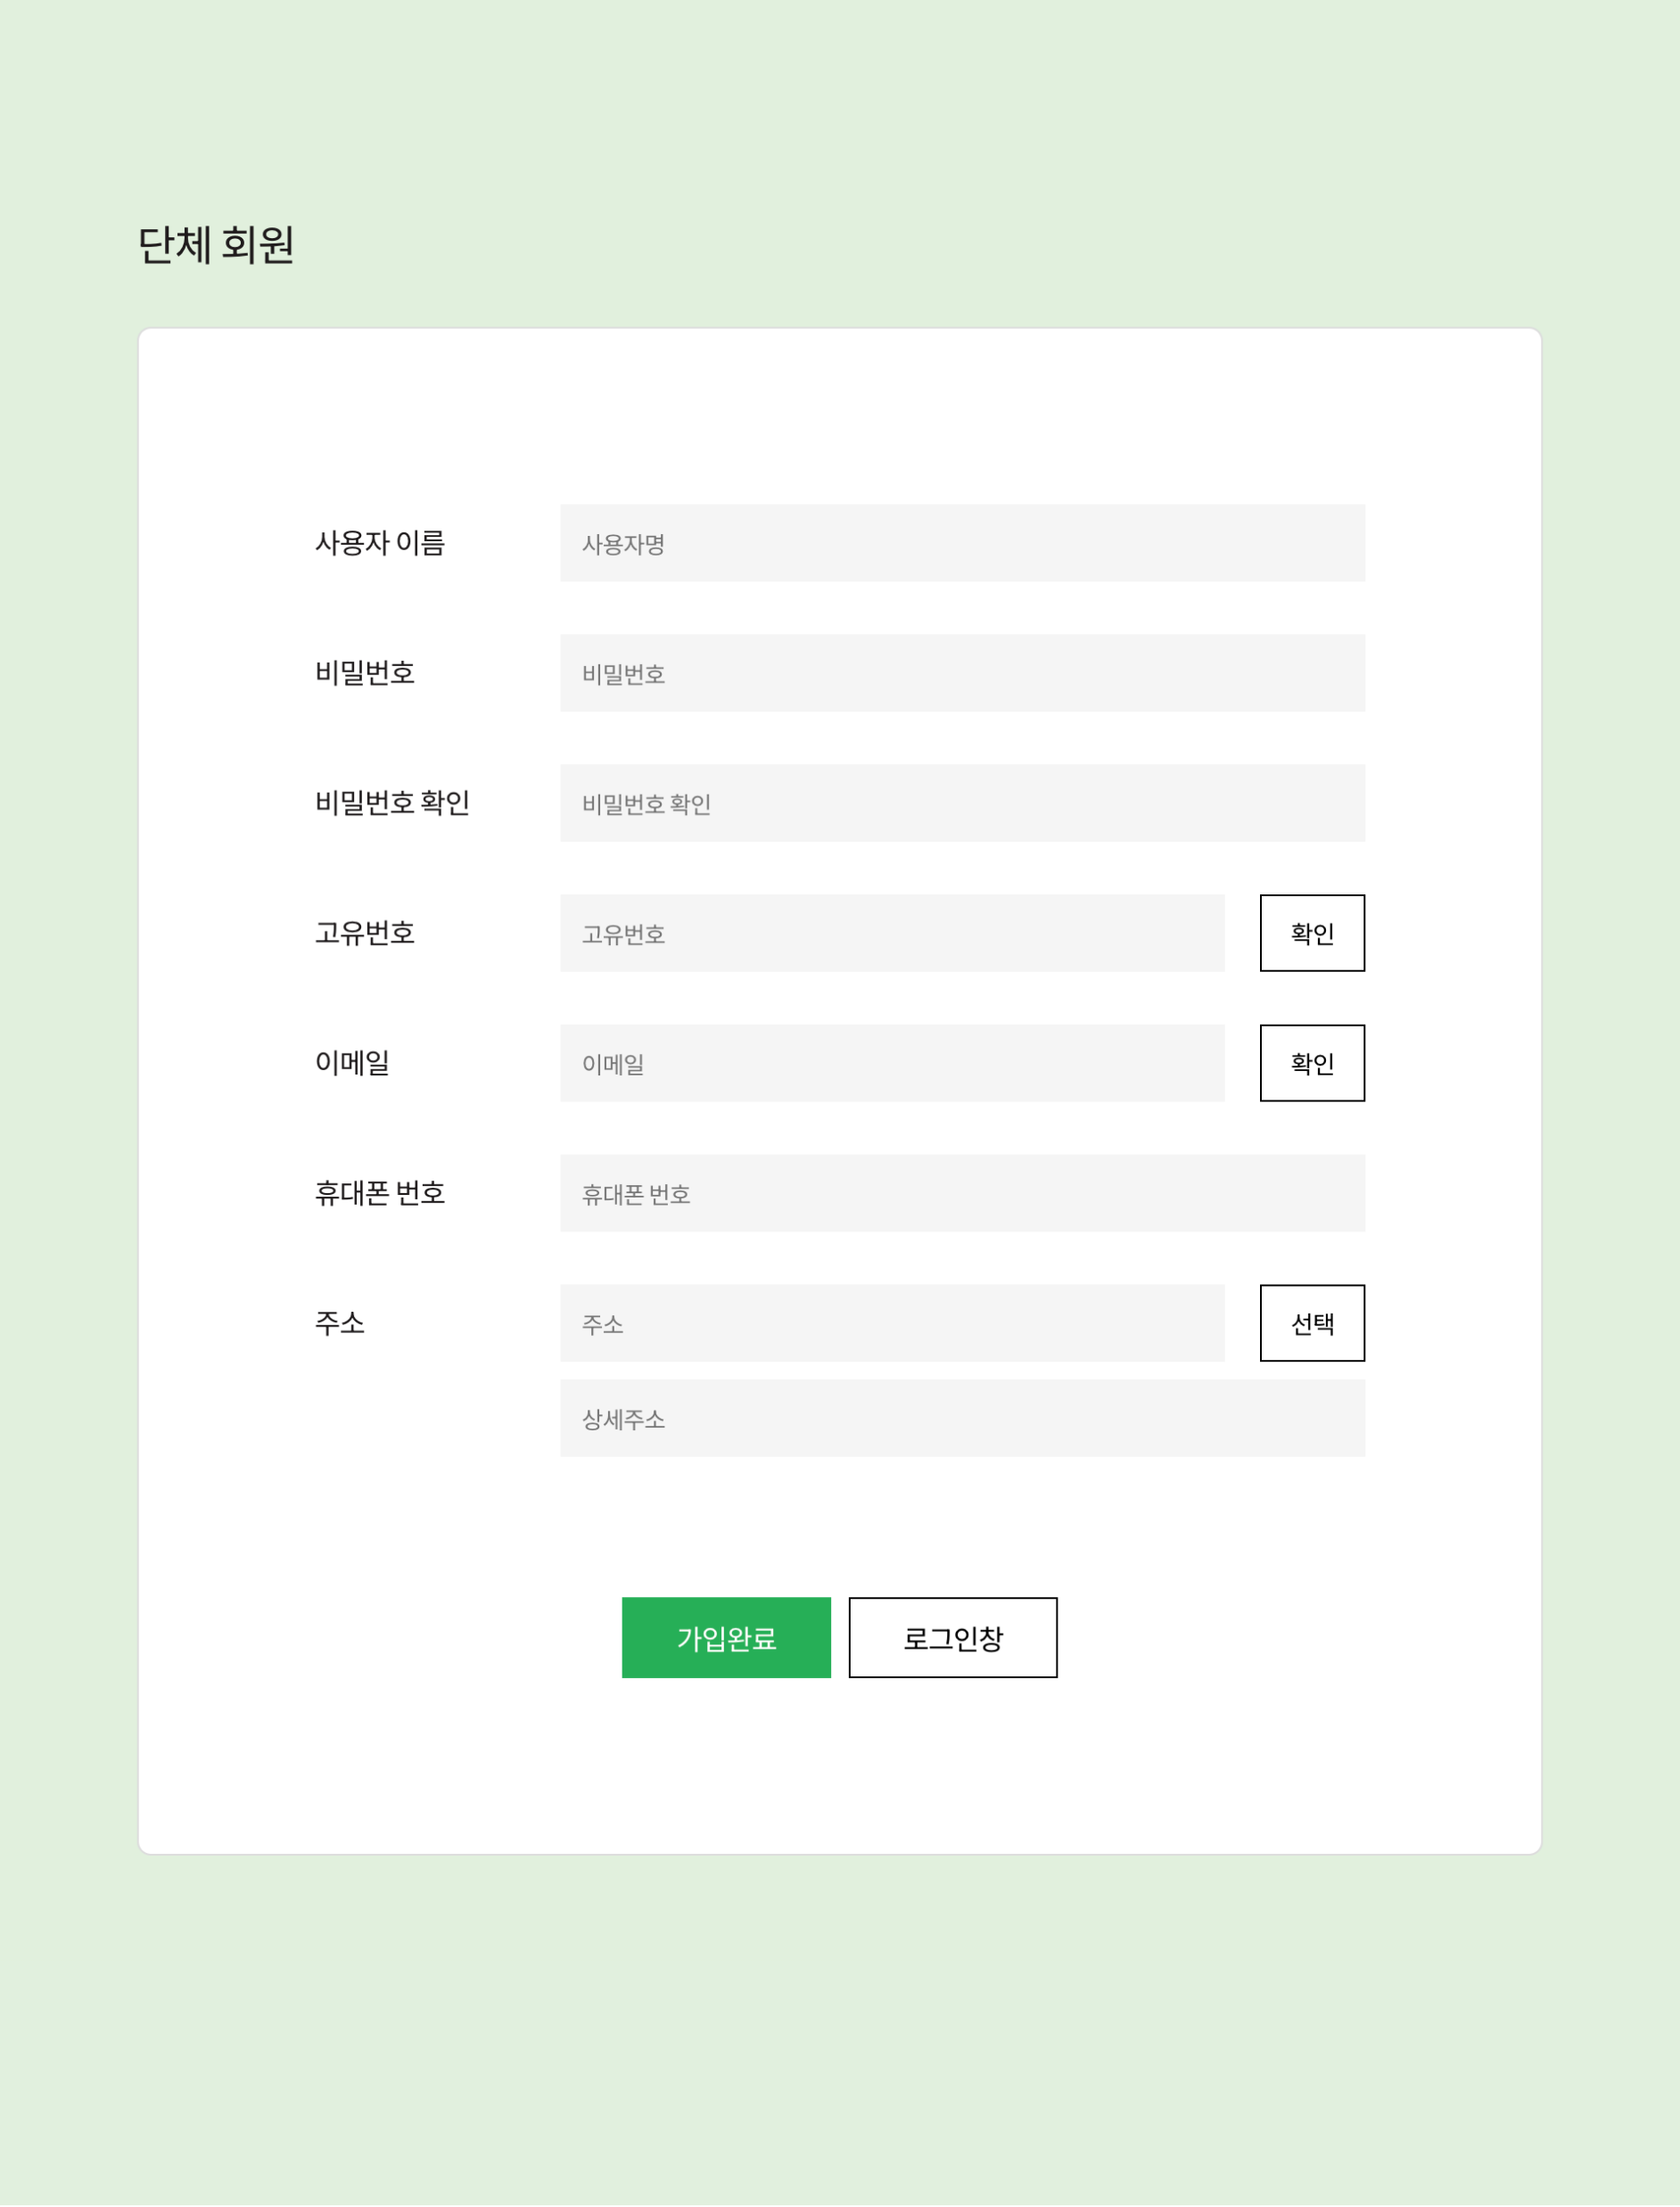 단체 회원
사용자 이름 사용자명
비밀번호 비밀번호
비밀번호 확인 비밀번호 확인
고유번호 고유번호 확인
이메일 이메일 확인
휴대폰 번호 휴대폰 번호
주소 주소 선택
상세주소
가입완료 로그인창